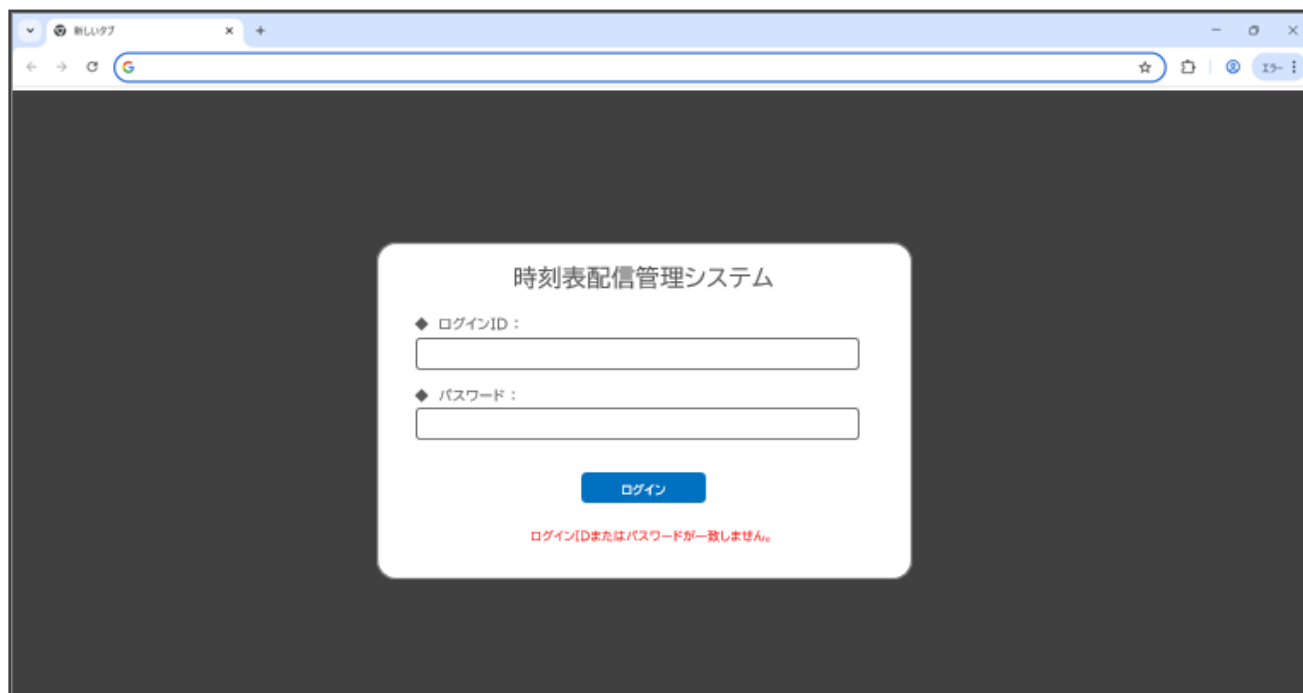 新しいタブ
エラー
時刻表配信管理システム
◆ ログインID：
◆ パスワード：
ログイン
ログインIDまたはパスワードが一致しません。